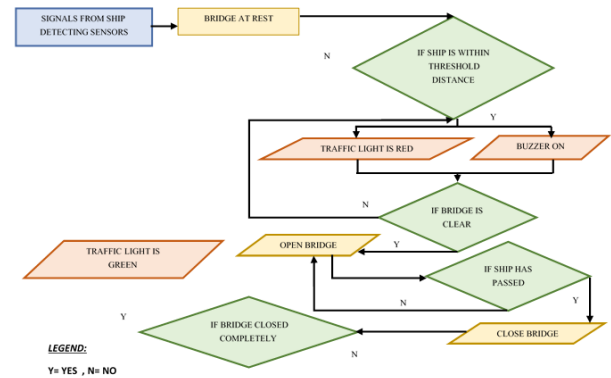 SIGNALS FROM SHIP
DETECTING SENSORS
BRIDGE AT REST
IF SHIP IS WITHIN
THRESHOLD
DISTANCE
N
Y
TRAFFIC LIGHT IS RED
BUZZER ON
N
IF BRIDGE IS
CLEAR
Y
OPEN BRIDGE
TRAFFIC LIGHT IS
GREEN
IF SHIP HAS
PASSED
N
Y
Y
IF BRIDGE CLOSED
COMPLETELY
CLOSE BRIDGE
N
LEGEND:
Y= YES , N= NO